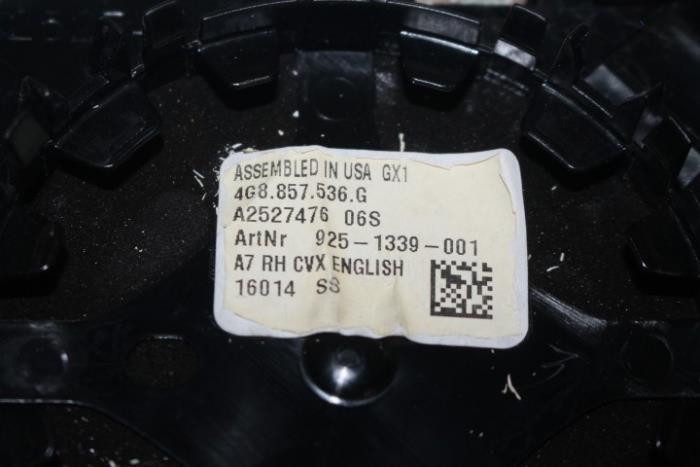 ASSEMBLED IN USA GX1
4G8.857.536.G
A2527476 06S
ArtNr 925-1339-001
A7 RH CVX ENGLISH
16014 SS